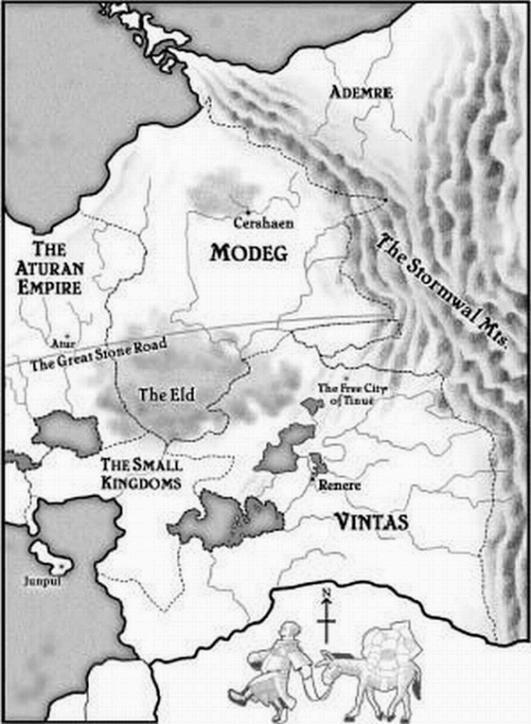 ADEMRE
Cershaen
MODEG
THE
ATURAN
EMPIRE
The Stormwal Mts.
Atur
The Great Stone Road
The Eld
The Free City
of Tinuë
THE SMALL
KINGDOMS
Renere
VINTAS
Junpui
N